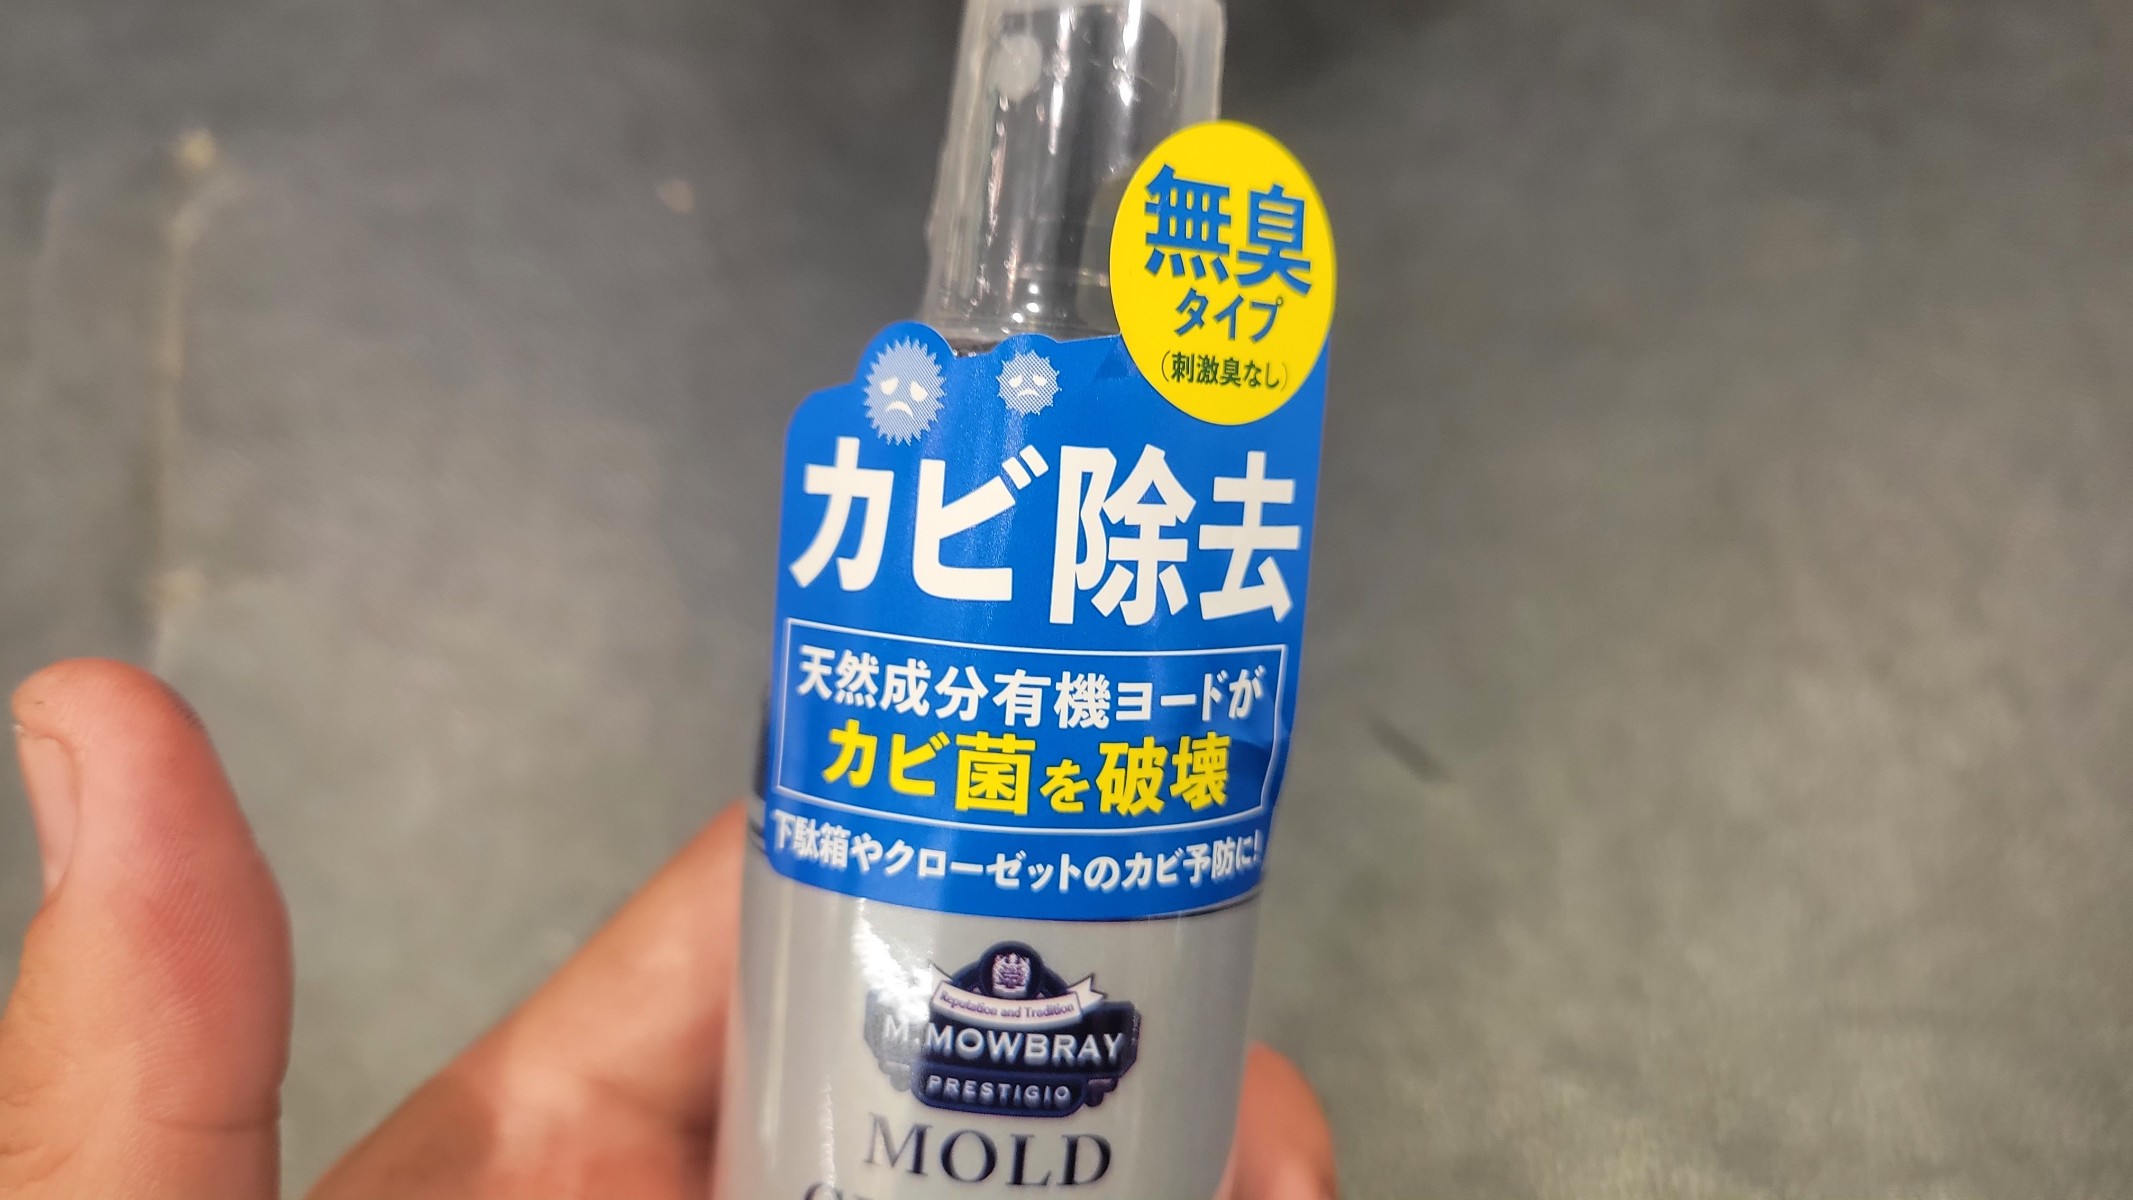 無臭
タイプ
(刺激臭なし)
カビ除去
天然成分有機ヨードが
カビ菌を破壊
下駄箱やクローゼットのカビ予防に!
Reputation and Tradition
M.MOWBRAY
PRESTIGIO
MOLD